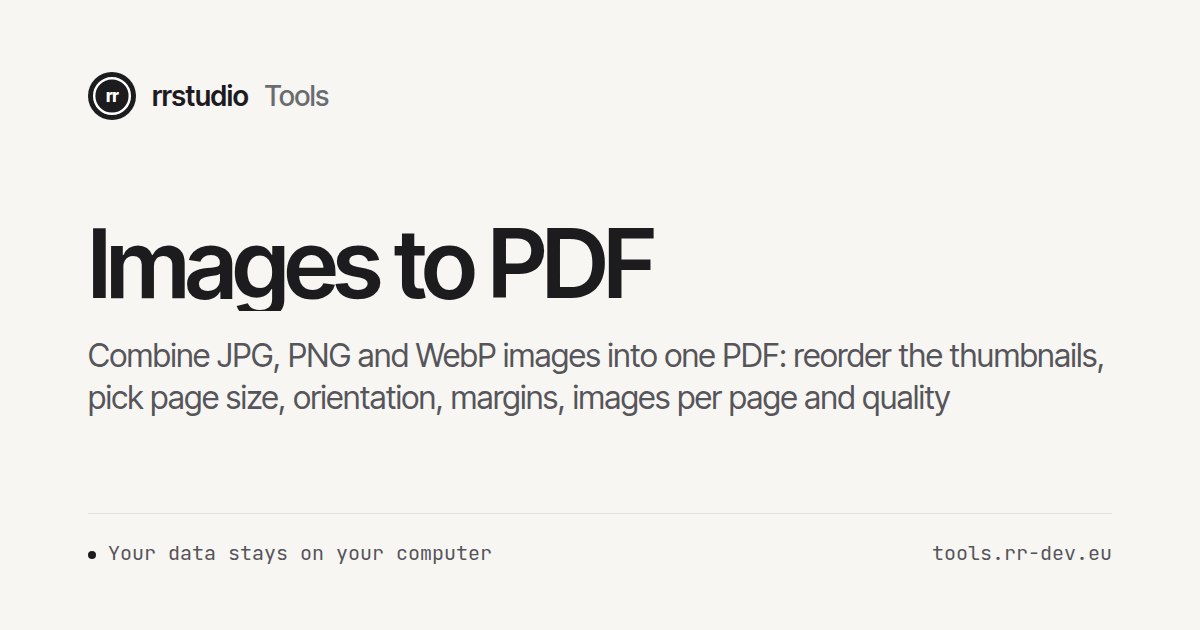 rr rrstudio Tools
Images to PDF
Combine JPG, PNG and WebP images into one PDF: reorder the thumbnails,
pick page size, orientation, margins, images per page and quality
Your data stays on your computer
tools.rr-dev.eu